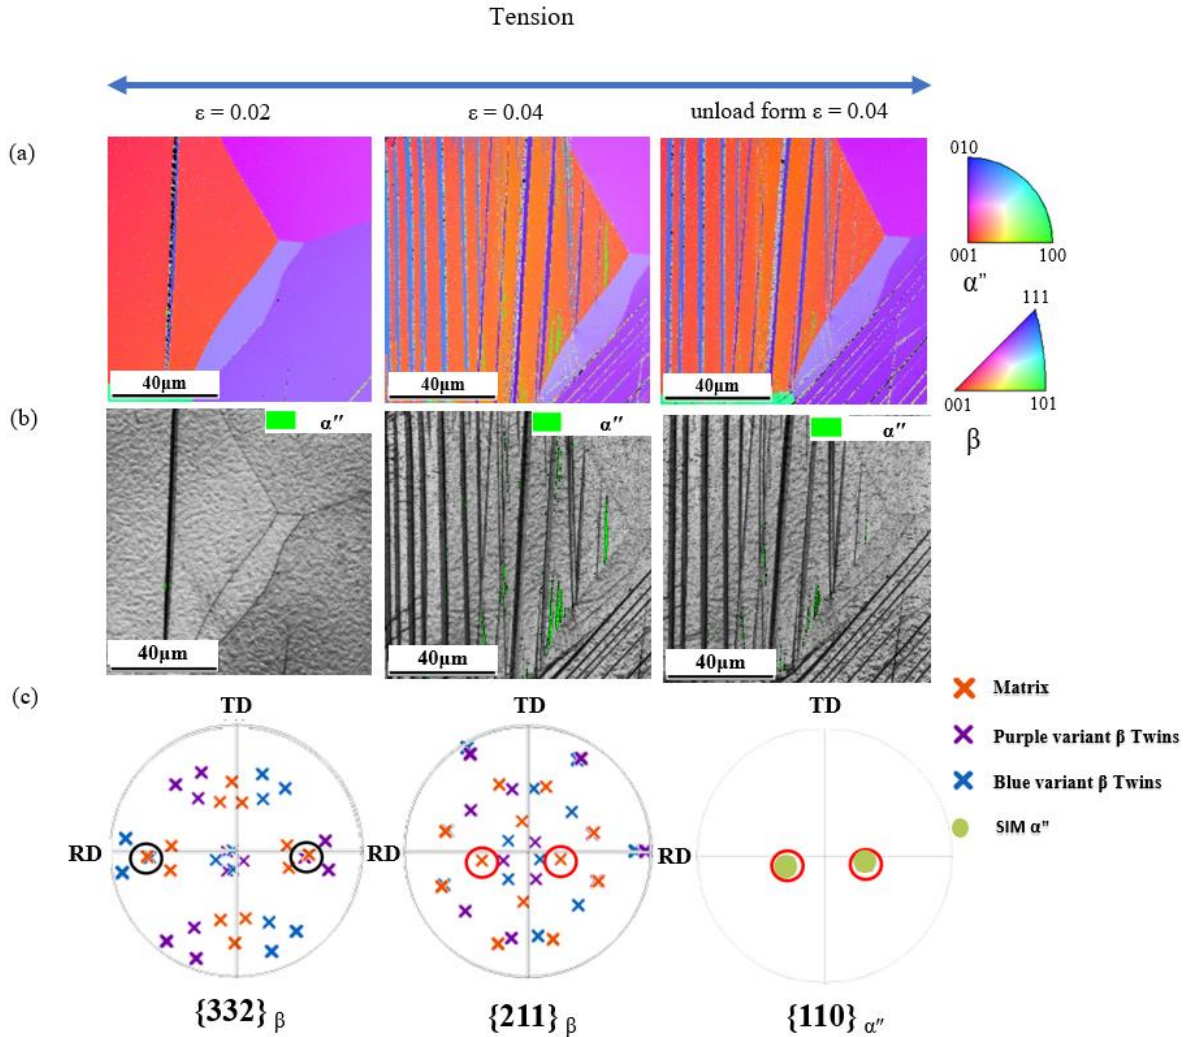 Tension
ε = 0.02
ε = 0.04
unload form ε = 0.04
(a)
010
001
100
α”
111
001
101
β
40μm
40μm
40μm
(b)
α″
α″
α″
40μm
40μm
40μm
(c)
TD
TD
TD
RD
RD
RD
Matrix
Purple variant β Twins
Blue variant β Twins
SIM α"
{332} β
{211} β
{110} α″